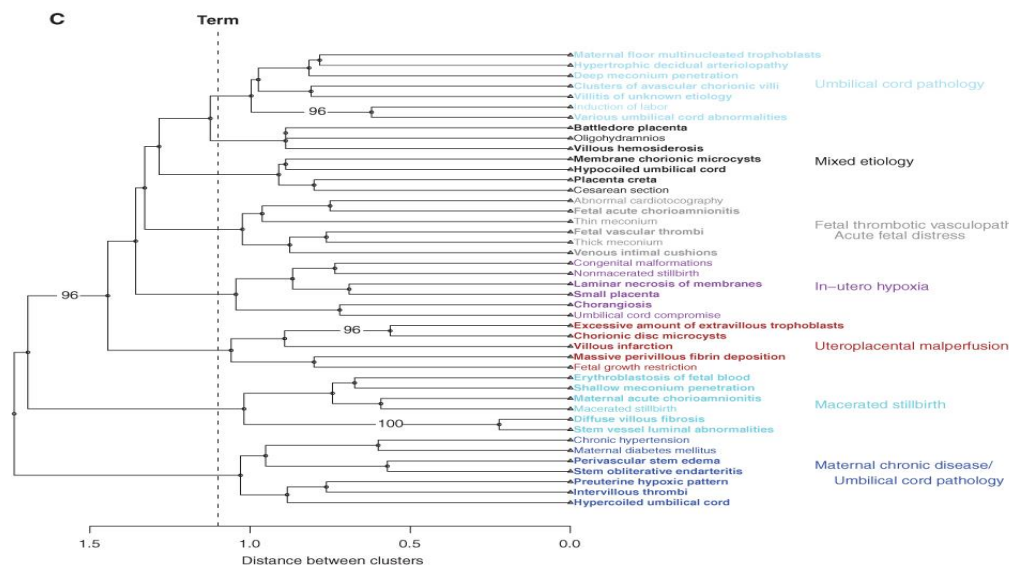 C
Term
Maternal floor multinucleated trophoblasts
Hypertrophic decidual arteriolopathy
Deep meconium penetration
Clusters of avascular chorionic villi
Umbilical cord pathology
Villitis of unknown etiology
Induction of labor
96
Various umbilical cord abnormalities
Battledore placenta
Oligohydramnios
Villous hemosiderosis
Membrane chorionic microcysts
Mixed etiology
Hypocoiled umbilical cord
Placenta creta
Cesarean section
Abnormal cardiotocography
Fetal acute chorioamnionitis
Thin meconium
Fetal thrombotic vasculopath
Fetal vascular thrombi
Acute fetal distress
Thick meconium
Venous intimal cushions
Congenital malformations
Nonmacerated stillbirth
Laminar necrosis of membranes
In–utero hypoxia
Small placenta
96
Chorangiosis
Umbilical cord compromise
Excessive amount of extravillous trophoblasts
96
Chorionic disc microcysts
Villous infarction
Uteroplacental malperfusion
Massive perivillous fibrin deposition
Fetal growth restriction
Erythroblastosis of fetal blood
Shallow meconium penetration
Maternal acute chorioamnionitis
Macerated stillbirth
Macerated stillbirth
Diffuse villous fibrosis
100
Stem vessel luminal abnormalities
Chronic hypertension
Maternal diabetes mellitus
Perivascular stem edema
Maternal chronic disease/
Stem obliterative endarteritis
Umbilical cord pathology
Preuterine hypoxic pattern
Intervillous thrombi
Hypercoiled umbilical cord
1.5 1.0 0.5 0.0
Distance between clusters